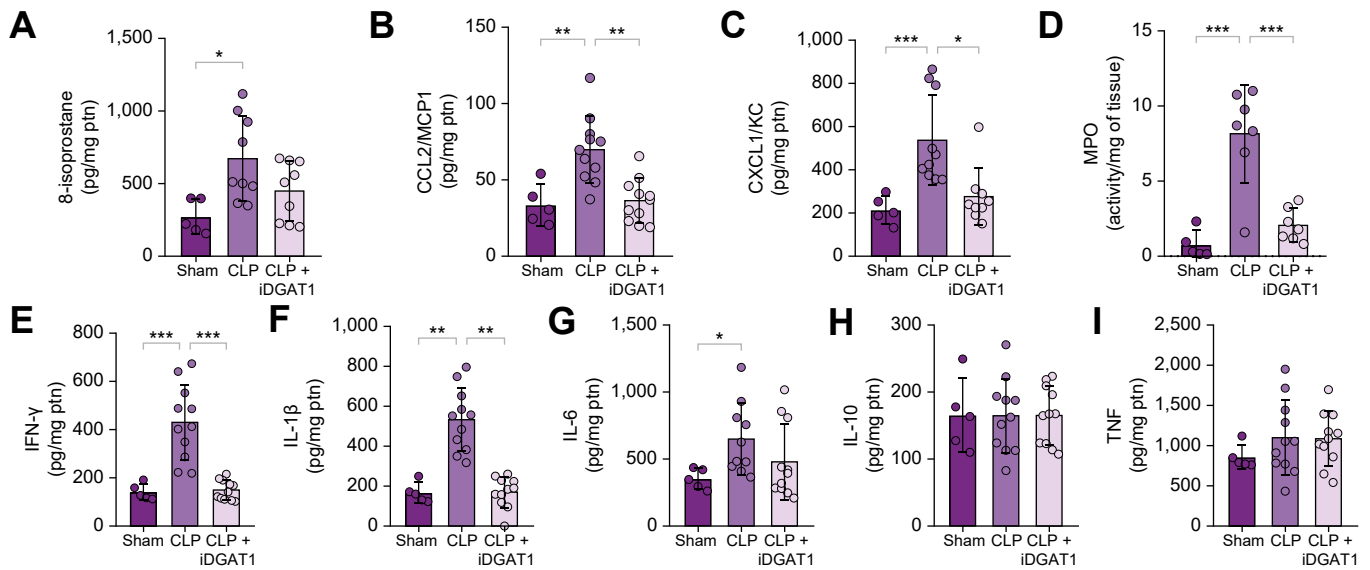 A
8-isoprostane
(pg/mg ptn)
1,500
1,000
500
0
*
Sham
CLP
CLP +
iDGAT1
B
CCL2/MCP1
(pg/mg ptn)
150
100
50
0
**
**
Sham
CLP
CLP +
iDGAT1
C
CXCL1/KC
(pg/mg ptn)
1,000
800
600
400
200
0
***
*
Sham
CLP
CLP +
iDGAT1
D
MPO
(activity/mg of tissue)
15
10
5
0
***
***
Sham
CLP
CLP +
iDGAT1
E
IFN-γ
(pg/mg ptn)
800
600
400
200
0
***
***
Sham
CLP
CLP +
iDGAT1
F
IL-1β
(pg/mg ptn)
1,000
800
600
400
200
0
**
**
Sham
CLP
CLP +
iDGAT1
G
IL-6
(pg/mg ptn)
1,500
1,000
500
0
*
Sham
CLP
CLP +
iDGAT1
H
IL-10
(pg/mg ptn)
300
200
100
0
Sham
CLP
CLP +
iDGAT1
I
TNF
(pg/mg ptn)
2,500
2,000
1,500
1,000
500
0
Sham
CLP
CLP +
iDGAT1